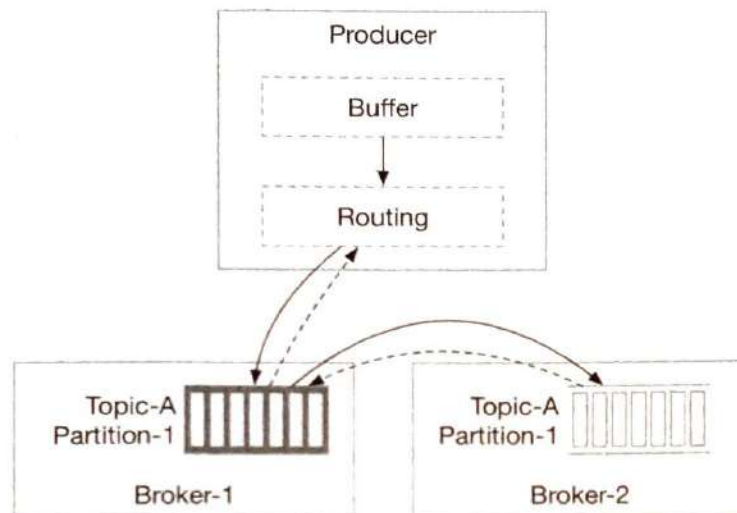 Producer
Buffer
Routing
Topic-A
Partition-1
Broker-1
Topic-A
Partition-1
Broker-2